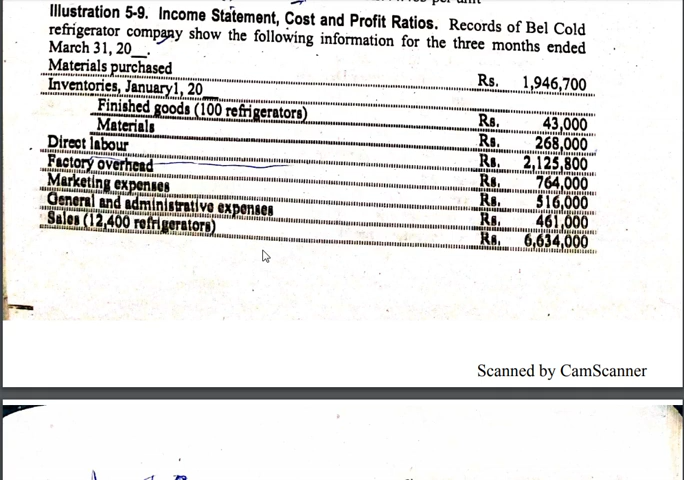 Illustration 5-9. Income Statement, Cost and Profit Ratios. Records of Bel Cold
refrigerator company show the following information for the three months ended
March 31, 20__.
Materials purchased Rs. 1,946,700
Inventories, January1, 20__
Finished goods (100 refrigerators) Rs. 43,000
Materials Rs. 268,000
Direct labour Rs. 2,125,800
Factory overhead Rs. 764,000
Marketing expenses Rs. 516,000
General and administrative expenses Rs. 461,000
Sales (12,400 refrigerators) Rs. 6,634,000
Scanned by CamScanner